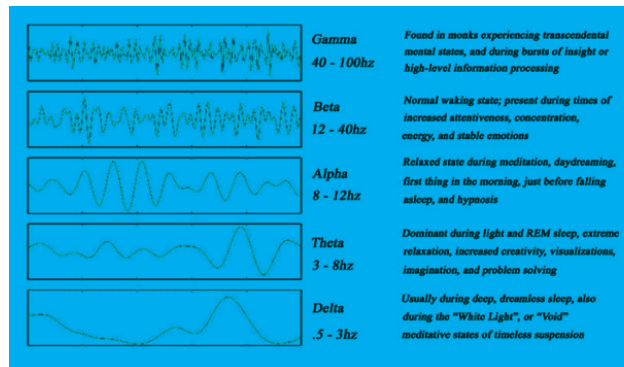 Gamma
40 - 100hz
Found in monks experiencing transcendental
mental states, and during bursts of insight or
high-level information processing
Beta
12 - 40hz
Normal waking state; present during times of
increased attentiveness, concentration,
energy, and stable emotions
Alpha
8 - 12hz
Relaxed state during meditation, daydreaming,
first thing in the morning, just before falling
asleep, and hypnosis
Theta
3 - 8hz
Dominant during light and REM sleep, extreme
relaxation, increased creativity, visualizations,
imagination, and problem solving
Delta
.5 - 3hz
Usually during deep, dreamless sleep, also
during the “White Light”, or “Void”
meditative states of timeless suspension